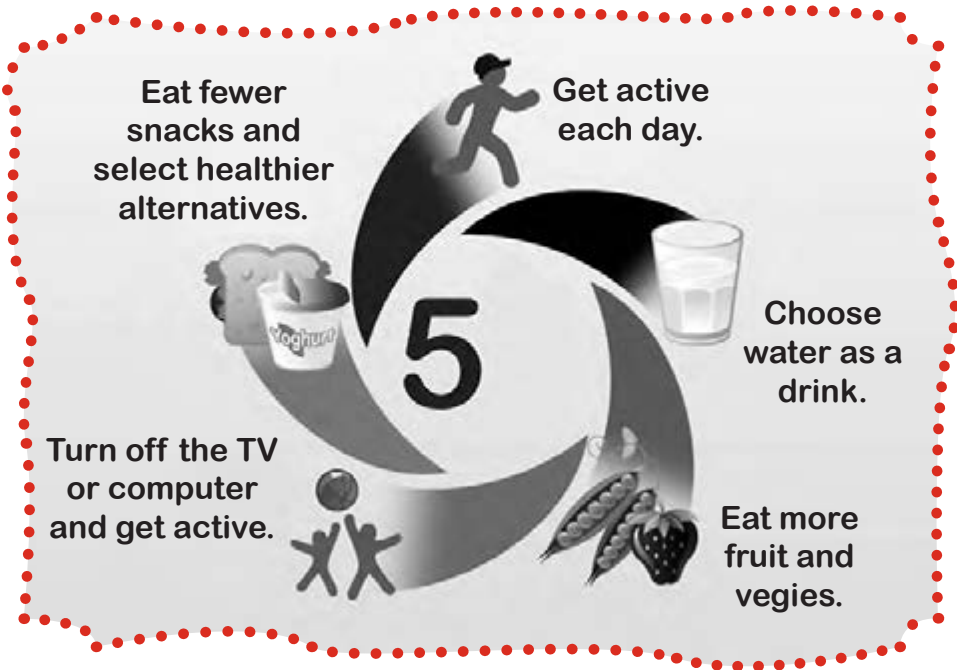 Get active
each day.
Choose
water as a
drink.
Eat more
fruit and
vegies.
Turn off the TV
or computer
and get active.
Eat fewer
snacks and
select healthier
alternatives.
Yoghurt
5